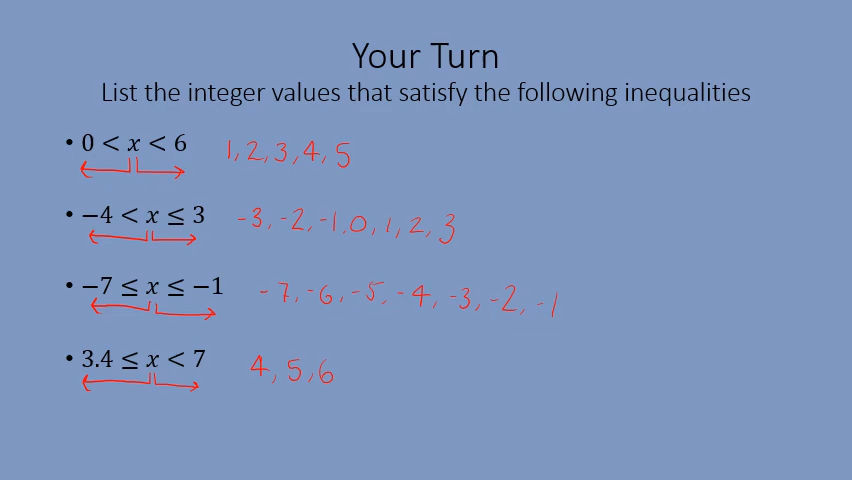 Your Turn
List the integer values that satisfy the following inequalities
• 0 < x < 6 1, 2, 3, 4, 5
• −4 < x ≤ 3 -3, -2, -1, 0, 1, 2, 3
• −7 ≤ x ≤ −1 -7, -6, -5, -4, -3, -2, -1
• 3.4 ≤ x < 7 4, 5, 6